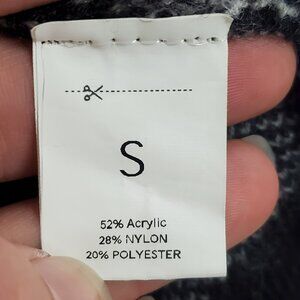 S
52% Acrylic
28% NYLON
20% POLYESTER